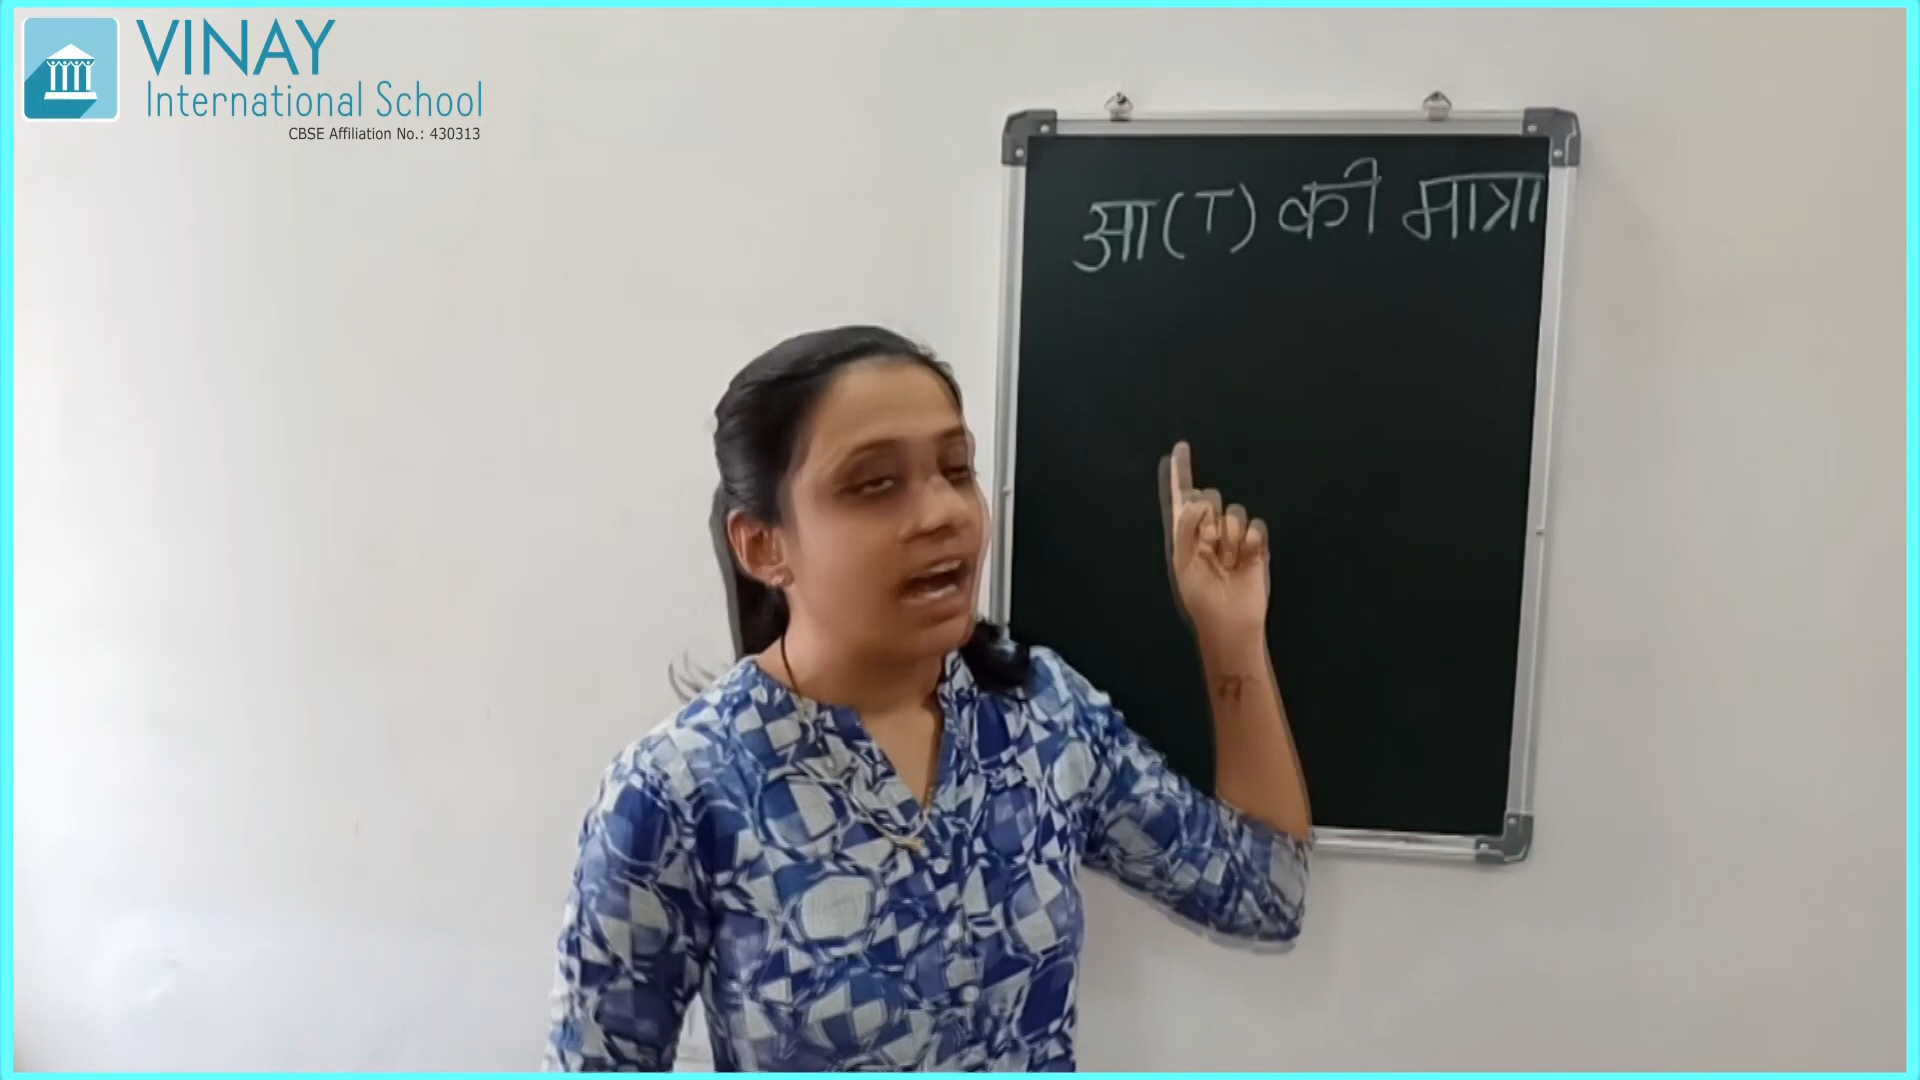 VINAY
International School
CBSE Affiliation No.: 430313
आ (ा) की मात्रा